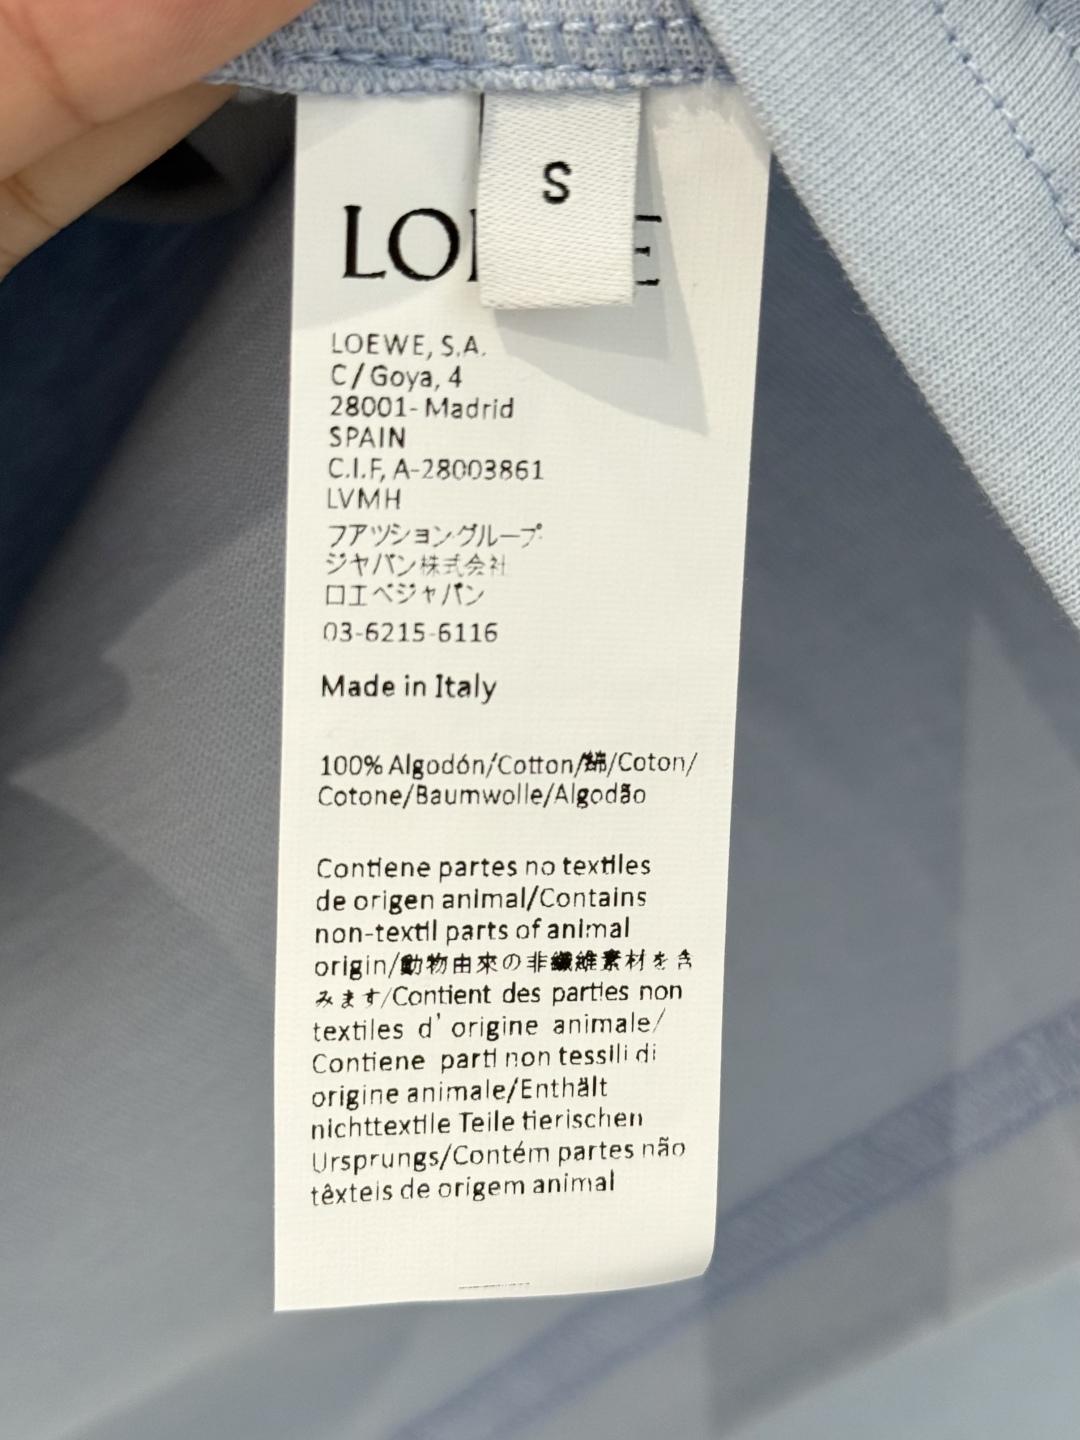 S
LOEWE
LOEWE, S.A.
C/Goya, 4
28001- Madrid
SPAIN
C.I.F, A-28003861
LVMH
フアツション·グループ·
ジヤパン株式会社
ロエベジャパン
03-6215-6116
Made in Italy
100% Algodón/Cotton/綿/Coton/
Cotone/Baumwolle/Algodão
Contiene partes no textiles
de origen animal/Contains
non-textil parts of animal
origin/動物由來の非纖維素材を含
みます/Contient des parties non
textiles d' origine animale/
Contiene parti non tessili di
origine animale/Enthält
nichttextile Teile tierischen
Ursprungs/Contém partes não
têxteis de origem animal